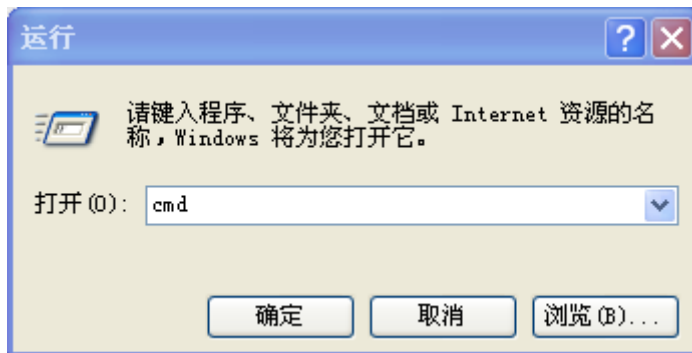 运行
请键入程序、文件夹、文档或 Internet 资源的名
称，Windows 将为您打开它。
打开(O): cmd
确定 取消 浏览(B)...